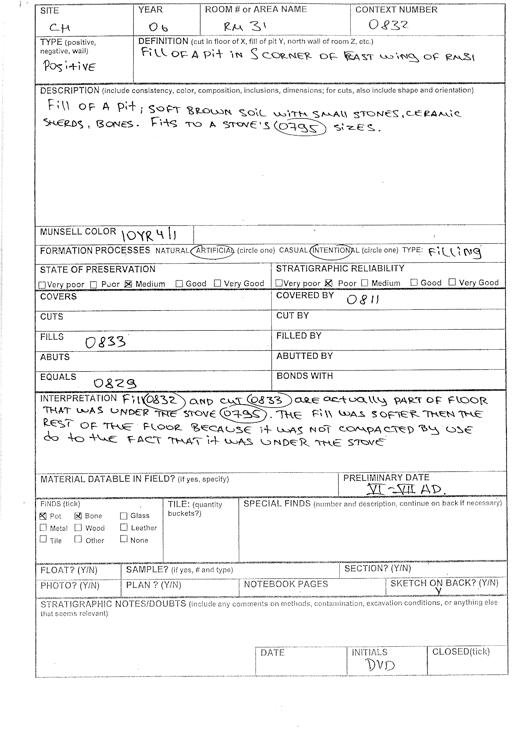 SITE YEAR ROOM # or AREA NAME CONTEXT NUMBER
CH 06 RM 31 0832
TYPE (positive, negative, wall) DEFINITION (cut in floor of X, fill of pit Y, north wall of room Z, etc.)
Positive Fill OF A Pit IN S CORNER OF EAST WING OF RM31
DESCRIPTION (include consistency, color, composition, inclusions, dimensions; for cuts, also include shape and orientation)
Fill OF A Pit; SOFT BROWN SOIL WITH SMALL STONES, CERAMIC
SHERDS, BONES. Fits TO A STOVE'S 0795 SIZES.
MUNSELL COLOR 10YR 4/1
FORMATION PROCESSES NATURAL ARTIFICIAL (circle one) CASUAL INTENTIONAL (circle one) TYPE: Filling
STATE OF PRESERVATION STRATIGRAPHIC RELIABILITY
☐ Very poor ☐ Poor ☒ Medium ☐ Good ☐ Very Good ☐ Very poor ☒ Poor ☐ Medium ☐ Good ☐ Very Good
COVERS COVERED BY 0811
CUTS CUT BY
FILLS 0833 FILLED BY
ABUTS ABUTTED BY
EQUALS 0829 BONDS WITH
INTERPRETATION Fill 0832 AND CUT 0833 ARE ACTUALLY PART OF FLOOR
THAT WAS UNDER THE STOVE 0795. THE Fill WAS SOFTER THEN THE
REST OF THE FLOOR BECAUSE IT WAS NOT COMPACTED BY USE
do to the FACT THAT it WAS UNDER THE STOVE
MATERIAL DATABLE IN FIELD? (if yes, specify) PRELIMINARY DATE
VI - VII AD.
FINDS (tick) TILE: (quantity buckets?) SPECIAL FINDS (number and description, continue on back if necessary)
☒ Pot ☒ Bone ☐ Glass
☐ Metal ☐ Wood ☐ Leather
☐ Tile ☐ Other ☐ None
FLOAT? (Y/N) SAMPLE? (if yes, # and type) SECTION? (Y/N)
PHOTO? (Y/N) PLAN ? (Y/N) NOTEBOOK PAGES SKETCH ON BACK? (Y/N)
Y
STRATIGRAPHIC NOTES/DOUBTS (include any comments on methods, contamination, excavation conditions, or anything else
that seems relevant)
DATE INITIALS CLOSED(tick)
DVD